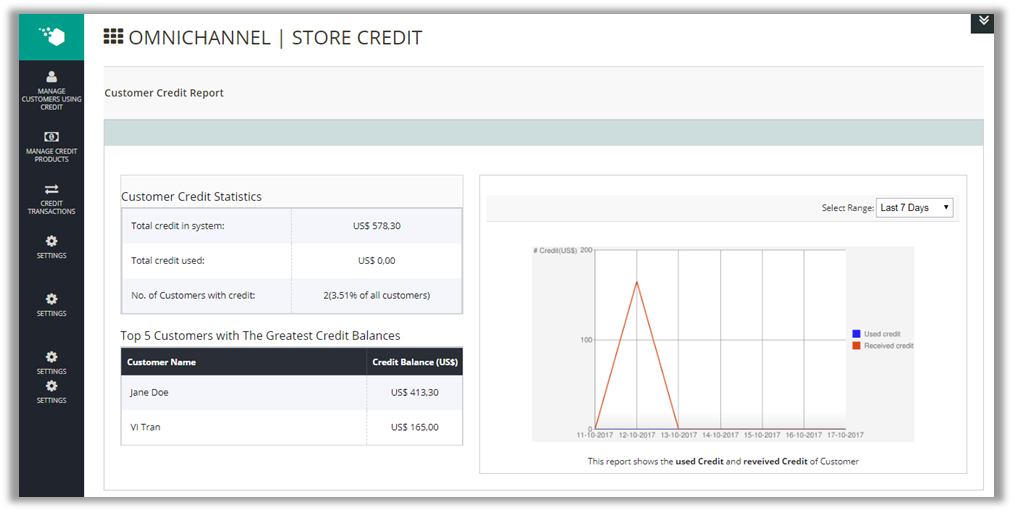 OMNICHANNEL | STORE CREDIT
MANAGE
CUSTOMERS USING
CREDIT
MANAGE CREDIT
PRODUCTS
CREDIT
TRANSACTIONS
SETTINGS
SETTINGS
SETTINGS
SETTINGS
Customer Credit Report
Customer Credit Statistics
Total credit in system: US$ 578,30
Total credit used: US$ 0,00
No. of Customers with credit: 2(3.51% of all customers)
Top 5 Customers with The Greatest Credit Balances
Customer Name Credit Balance (US$)
Jane Doe US$ 413,30
VI Tran US$ 165,00
Select Range: Last 7 Days
# Credit(US$) 200
100
0
Used credit
Received credit
11-10-2017 12-10-2017 13-10-2017 14-10-2017 15-10-2017 16-10-2017 17-10-2017
This report shows the used Credit and reveived Credit of Customer